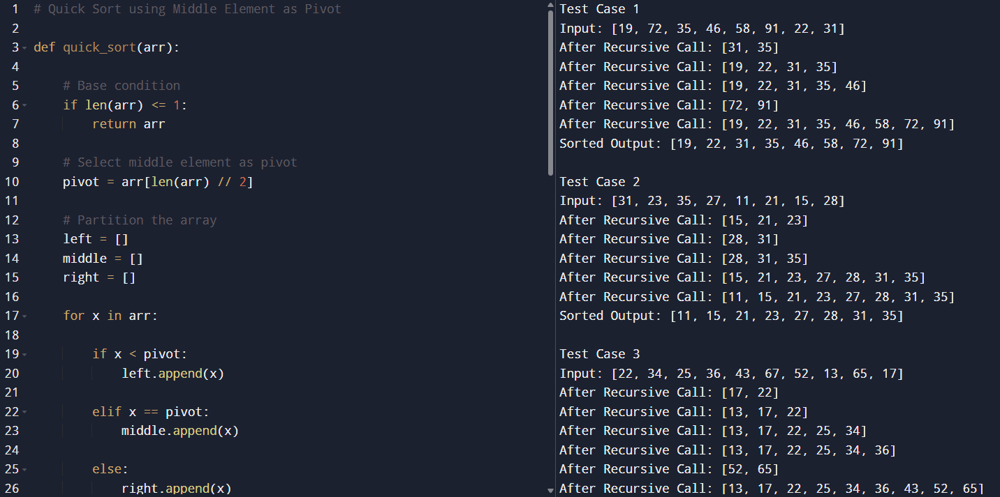 1 # Quick Sort using Middle Element as Pivot
2
3 def quick_sort(arr):
4
5 # Base condition
6 if len(arr) <= 1:
7 return arr
8
9 # Select middle element as pivot
10 pivot = arr[len(arr) // 2]
11
12 # Partition the array
13 left = []
14 middle = []
15 right = []
16
17 for x in arr:
18
19 if x < pivot:
20 left.append(x)
21
22 elif x == pivot:
23 middle.append(x)
24
25 else:
26 right.append(x)
Test Case 1
Input: [19, 72, 35, 46, 58, 91, 22, 31]
After Recursive Call: [31, 35]
After Recursive Call: [19, 22, 31, 35]
After Recursive Call: [19, 22, 31, 35, 46]
After Recursive Call: [72, 91]
After Recursive Call: [19, 22, 31, 35, 46, 58, 72, 91]
Sorted Output: [19, 22, 31, 35, 46, 58, 72, 91]
Test Case 2
Input: [31, 23, 35, 27, 11, 21, 15, 28]
After Recursive Call: [15, 21, 23]
After Recursive Call: [28, 31]
After Recursive Call: [28, 31, 35]
After Recursive Call: [15, 21, 23, 27, 28, 31, 35]
After Recursive Call: [11, 15, 21, 23, 27, 28, 31, 35]
Sorted Output: [11, 15, 21, 23, 27, 28, 31, 35]
Test Case 3
Input: [22, 34, 25, 36, 43, 67, 52, 13, 65, 17]
After Recursive Call: [17, 22]
After Recursive Call: [13, 17, 22]
After Recursive Call: [13, 17, 22, 25, 34]
After Recursive Call: [13, 17, 22, 25, 34, 36]
After Recursive Call: [52, 65]
After Recursive Call: [13, 17, 22, 25, 34, 36, 43, 52, 65]